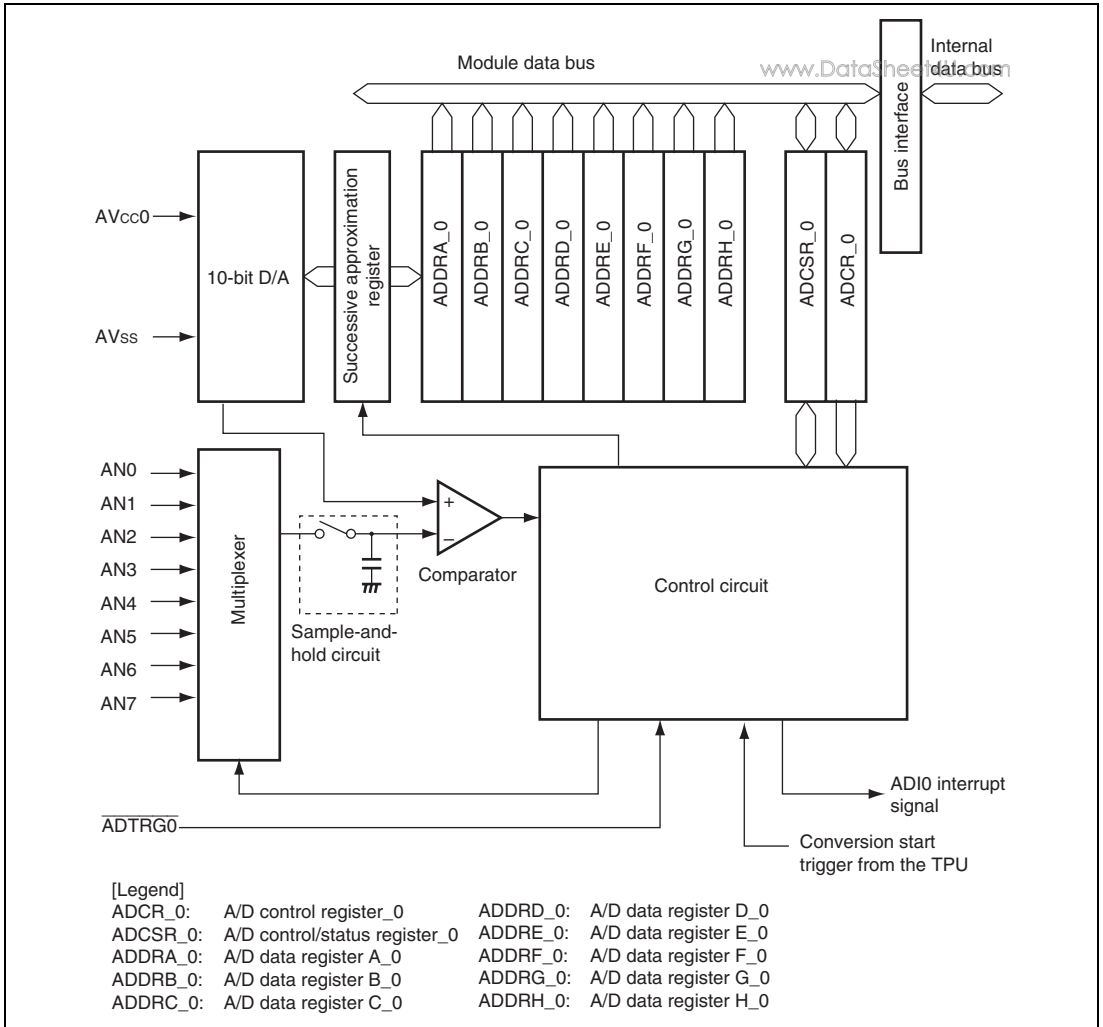 Module data bus
Internal
data bus
www.DataSheet4U.com
Bus interface
AVcc0
AVss
10-bit D/A
Successive approximation
register
ADDRA_0
ADDRB_0
ADDRC_0
ADDRD_0
ADDRE_0
ADDRF_0
ADDRG_0
ADDRH_0
ADCSR_0
ADCR_0
AN0
AN1
AN2
AN3
AN4
AN5
AN6
AN7
Multiplexer
+
−
Comparator
Sample-and-
hold circuit
Control circuit
ADI0 interrupt
signal
ADTRG0
Conversion start
trigger from the TPU
[Legend]
ADCR_0: A/D control register_0
ADCSR_0: A/D control/status register_0
ADDRA_0: A/D data register A_0
ADDRB_0: A/D data register B_0
ADDRC_0: A/D data register C_0
ADDRD_0: A/D data register D_0
ADDRE_0: A/D data register E_0
ADDRF_0: A/D data register F_0
ADDRG_0: A/D data register G_0
ADDRH_0: A/D data register H_0